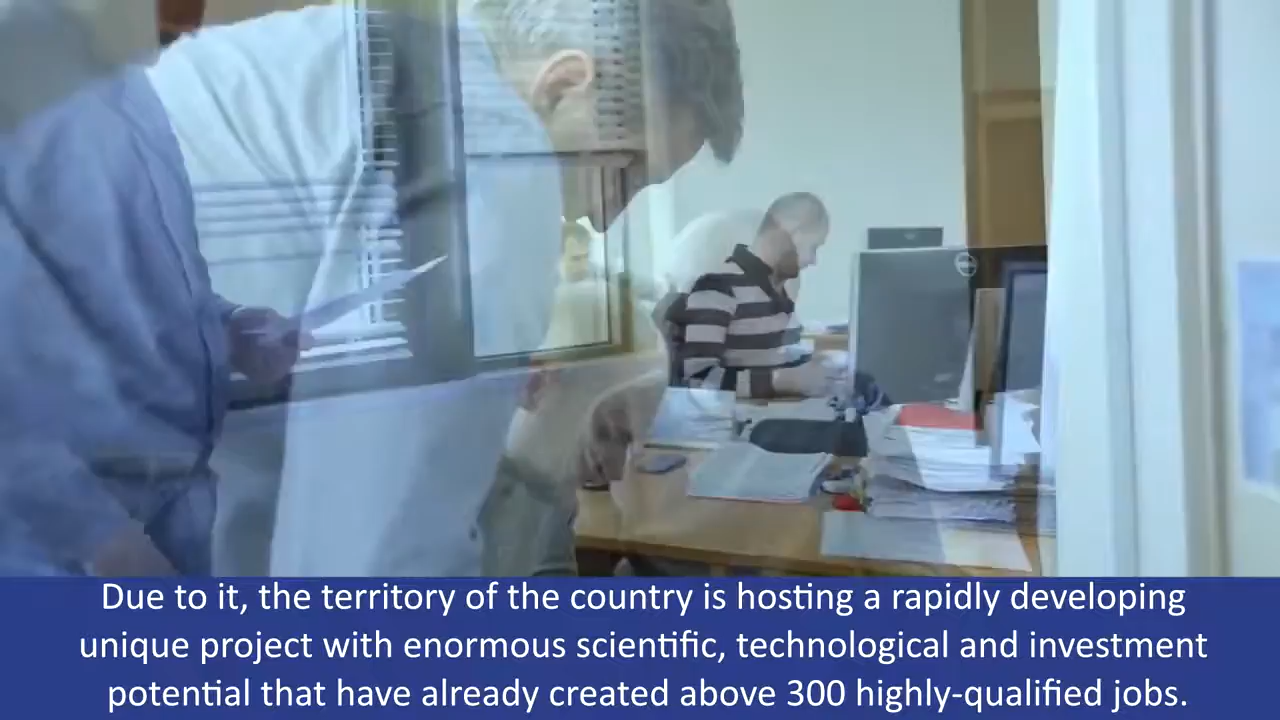 Due to it, the territory of the country is hosting a rapidly developing
unique project with enormous scientific, technological and investment
potential that have already created above 300 highly-qualified jobs.